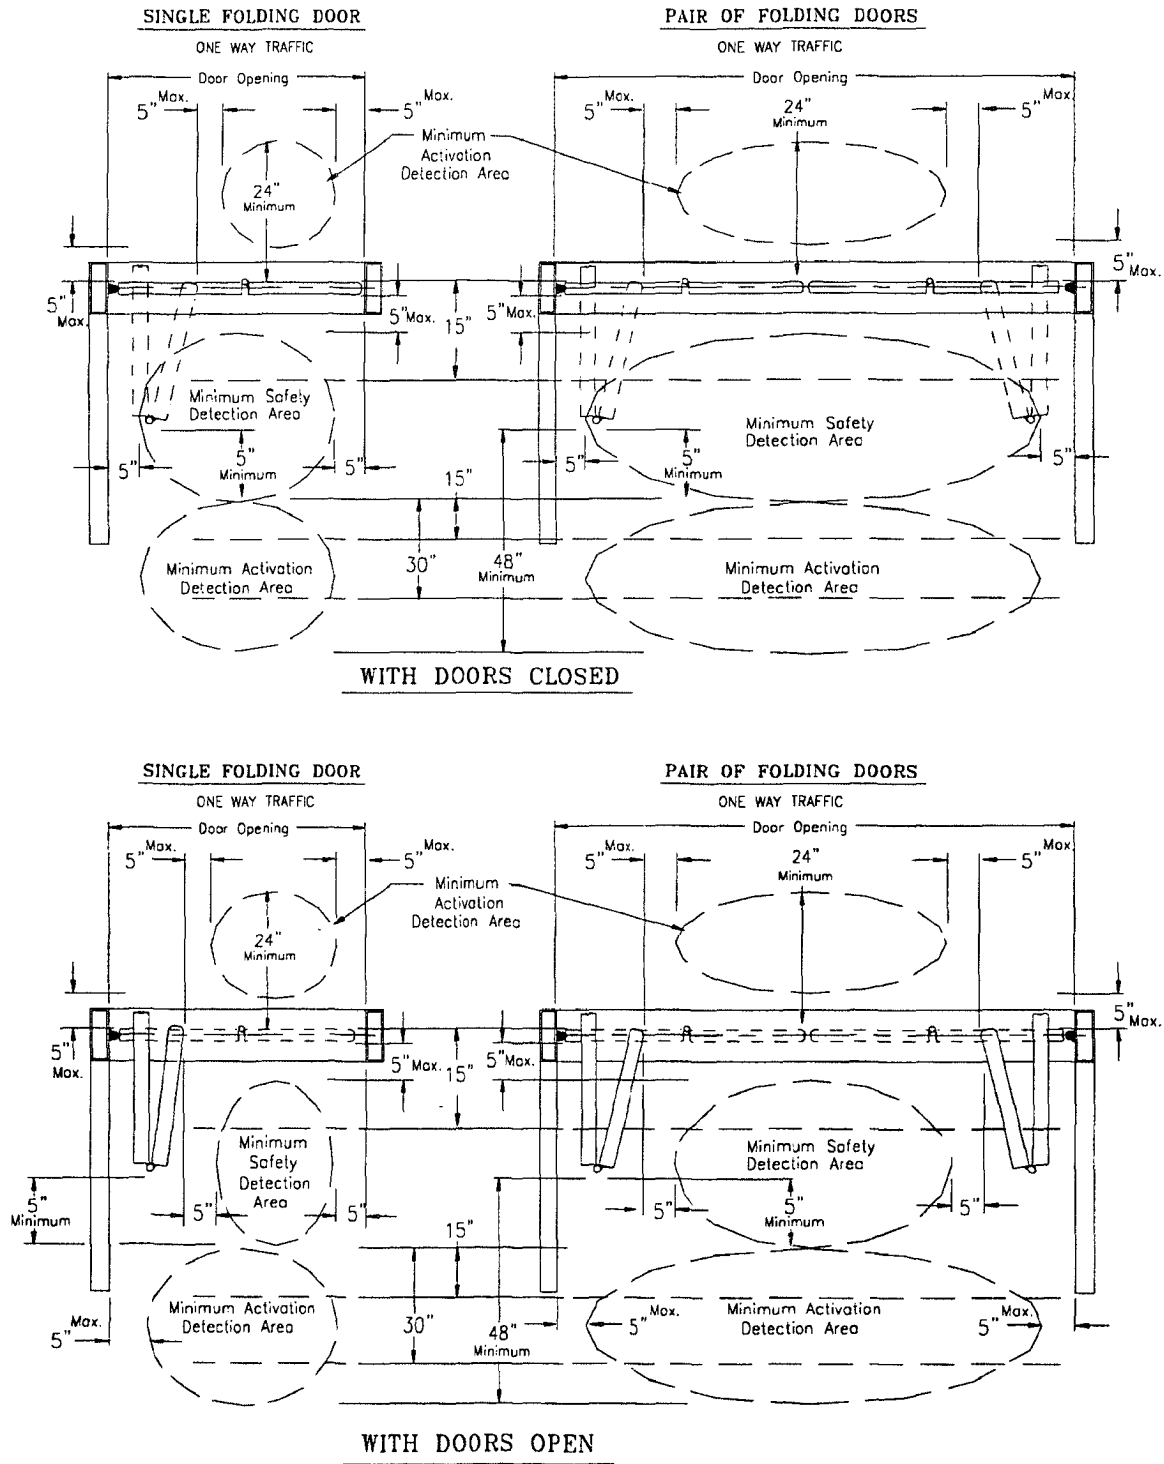 SINGLE FOLDING DOOR
ONE WAY TRAFFIC
Door Opening
5" Max.
5" Max.
24"
Minimum
Minimum
Activation
Detection Area
PAIR OF FOLDING DOORS
ONE WAY TRAFFIC
Door Opening
5" Max.
24"
Minimum
5" Max.
5"
Max.
5" Max.
15"
5" Max.
5"
Max.
Minimum Safety
Detection Area
5"
5"
Minimum
5"
15"
Minimum Safety
Detection Area
5"
5"
Minimum
5"
Minimum Activation
Detection Area
30"
48"
Minimum
Minimum Activation
Detection Area
WITH DOORS CLOSED
SINGLE FOLDING DOOR
ONE WAY TRAFFIC
Door Opening
5" Max.
5" Max.
24"
Minimum
Minimum
Activation
Detection Area
PAIR OF FOLDING DOORS
ONE WAY TRAFFIC
Door Opening
5" Max.
24"
Minimum
5" Max.
5"
Max.
5" Max.
15"
5" Max.
5"
Max.
Minimum
Safety
Detection
Area
5"
Minimum
5"
5"
15"
Minimum Safety
Detection Area
5"
5"
Minimum
5"
Max.
5"
Minimum Activation
Detection Area
30"
48"
Minimum
Max.
5"
Minimum Activation
Detection Area
Max.
5"
WITH DOORS OPEN